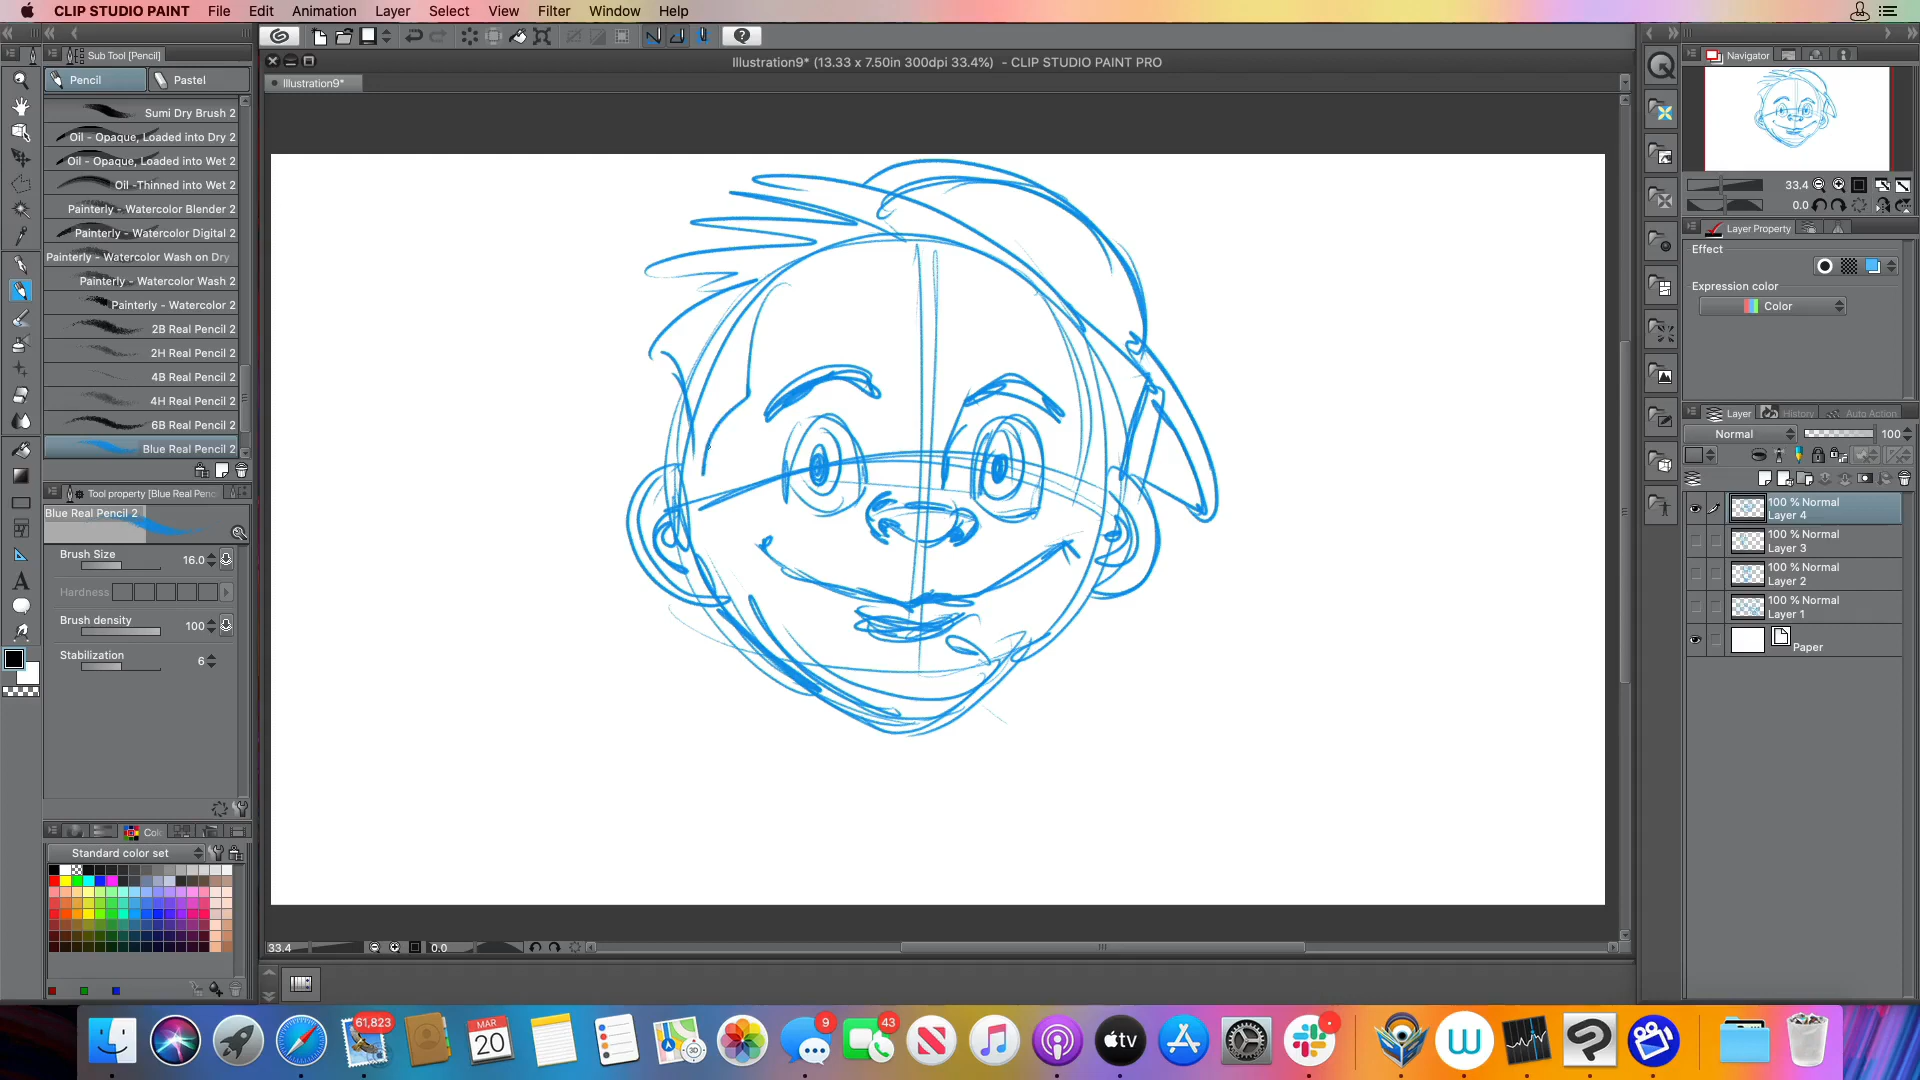 CLIP STUDIO PAINT File Edit Animation Layer Select View Filter Window Help
Sub Tool [Pencil]
Pencil Pastel
Sumi Dry Brush 2
Oil - Opaque, Loaded into Dry 2
Oil - Opaque, Loaded into Wet 2
Oil -Thinned into Wet 2
Painterly - Watercolor Blender 2
Painterly - Watercolor Digital 2
Painterly - Watercolor Wash on Dry
Painterly - Watercolor Wash 2
Painterly - Watercolor 2
2B Real Pencil 2
2H Real Pencil 2
4B Real Pencil 2
4H Real Pencil 2
6B Real Pencil 2
Blue Real Pencil 2
Tool property [Blue Real Penc
Blue Real Pencil 2
Brush Size 16.0
Hardness
Brush density 100
Stabilization 6
Col
Standard color set
Illustration9* (13.33 x 7.50in 300dpi 33.4%) - CLIP STUDIO PAINT PRO
Illustration9*
33.4 0.0
Navigator
33.4
0.0
Layer Property
Effect
Expression color
Color
Layer History Auto Action
Normal 100
100 % Normal
Layer 4
100 % Normal
Layer 3
100 % Normal
Layer 2
100 % Normal
Layer 1
Paper
61,823
MAR
20
3D
9
43
tv
W